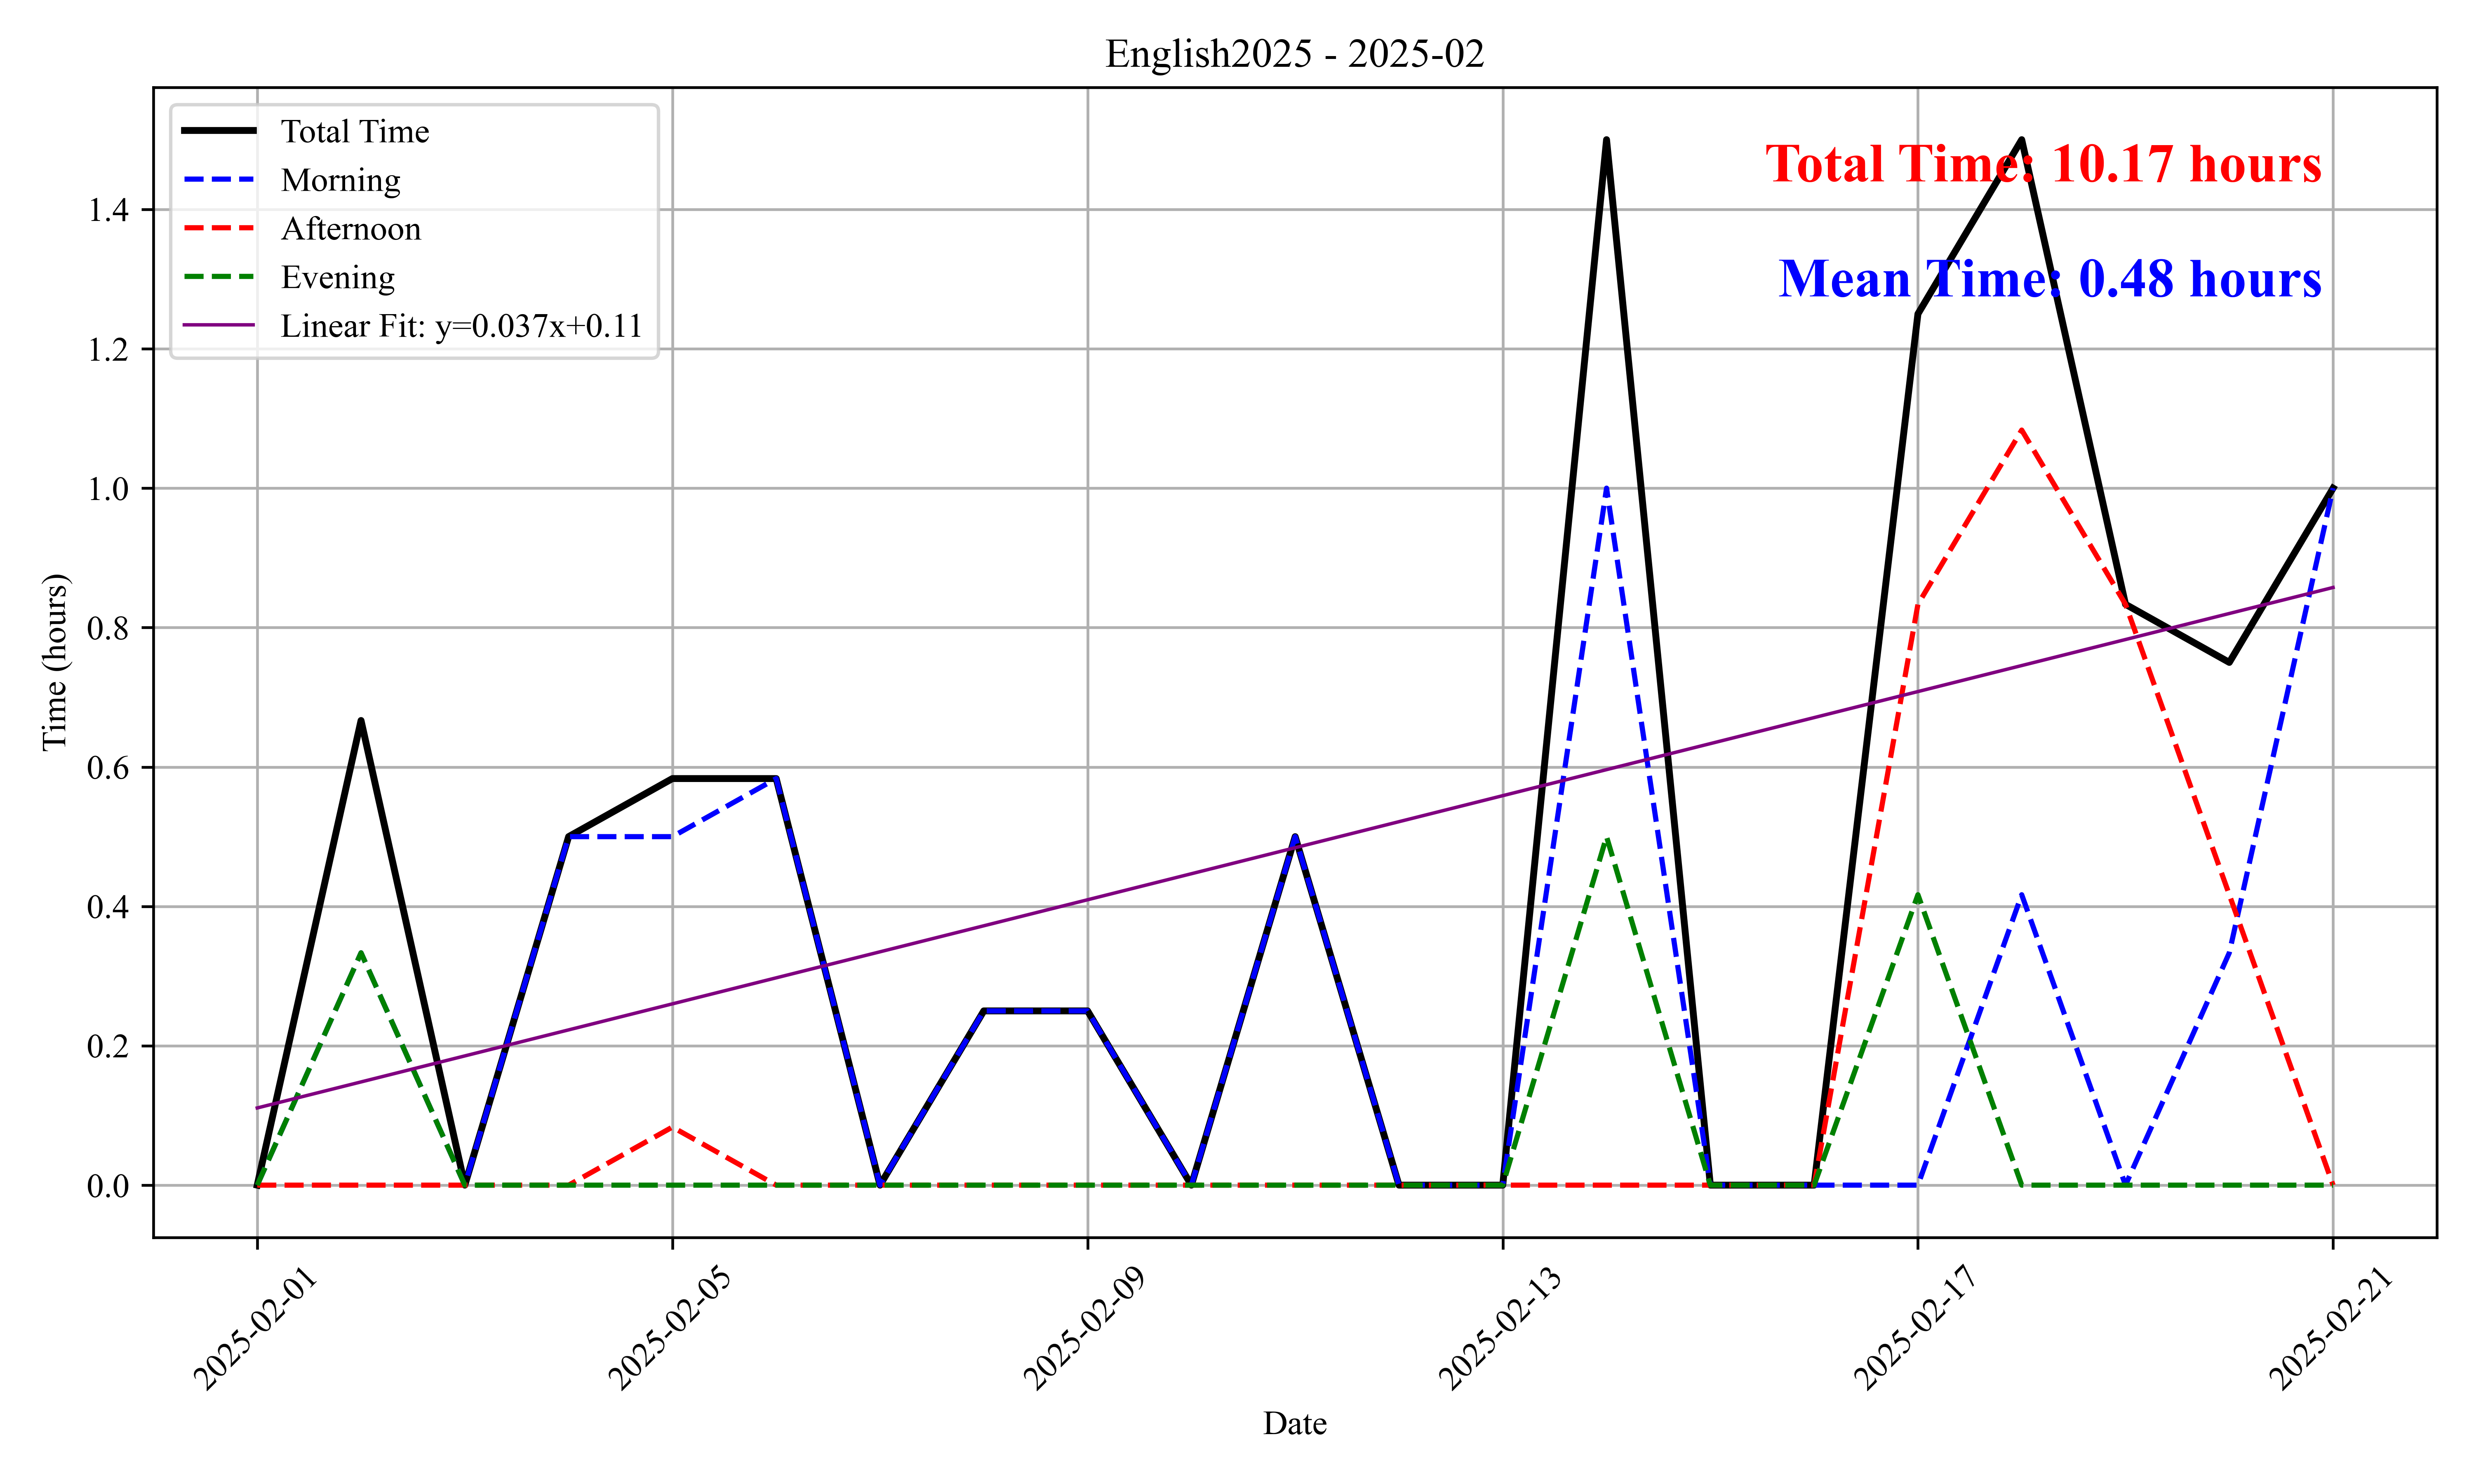 English2025 - 2025-02
Total Time
Morning
Afternoon
Evening
Linear Fit: y=0.037x+0.11
Total Time: 10.17 hours
Mean Time: 0.48 hours
1.4
1.2
1.0
0.8
0.6
0.4
0.2
0.0
Time (hours)
2025-02-01
2025-02-05
2025-02-09
2025-02-13
2025-02-17
2025-02-21
Date